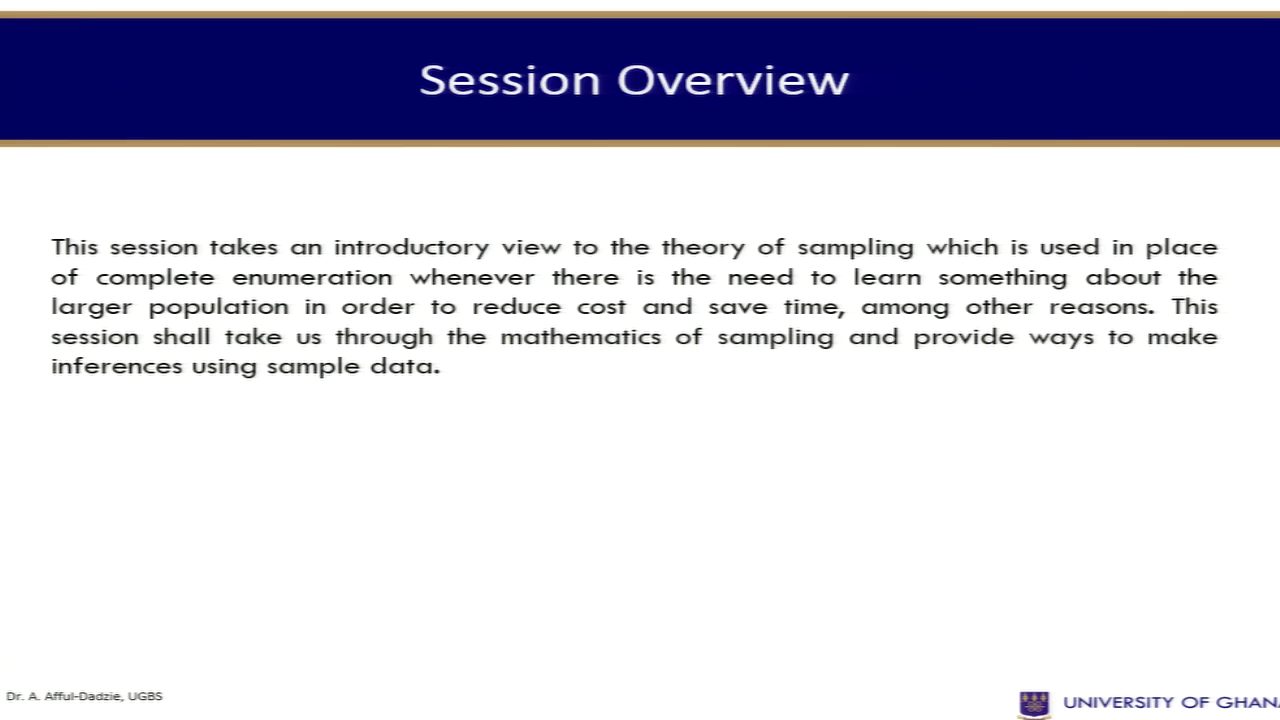 Session Overview
This session takes an introductory view to the theory of sampling which is used in place
of complete enumeration whenever there is the need to learn something about the
larger population in order to reduce cost and save time, among other reasons. This
session shall take us through the mathematics of sampling and provide ways to make
inferences using sample data.
Dr. A. Afful-Dadzie, UGBS
UNIVERSITY OF GHANA